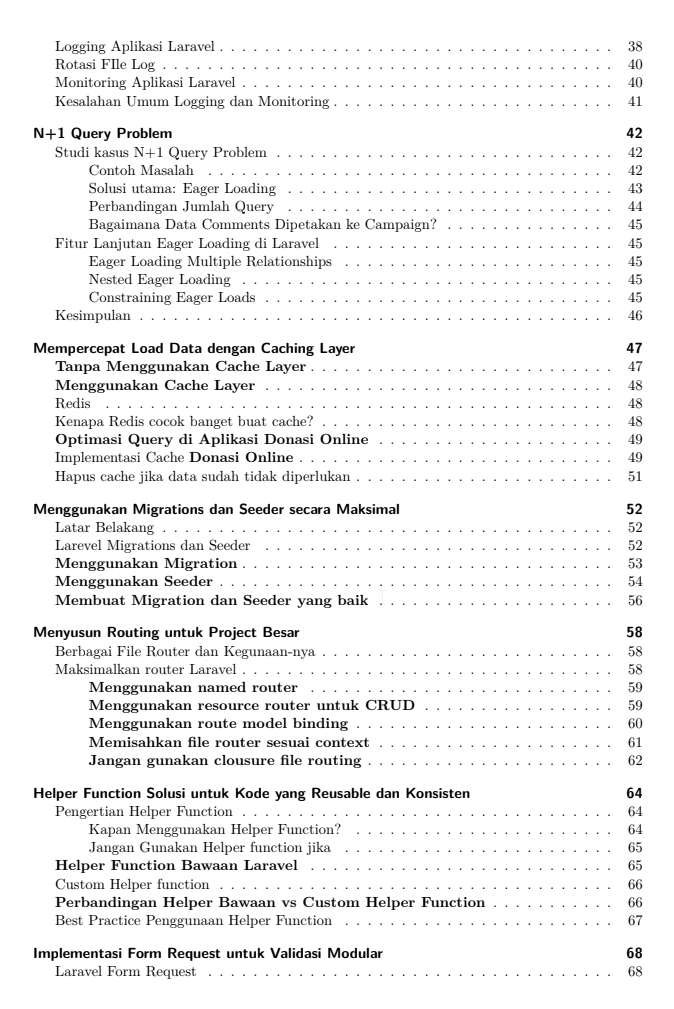 Logging Aplikasi Laravel . . . . . . . . . . . . . . . . . . . . . . . . . . . . . . . . . . . 38
Rotasi FIle Log . . . . . . . . . . . . . . . . . . . . . . . . . . . . . . . . . . . . . . . . 40
Monitoring Aplikasi Laravel . . . . . . . . . . . . . . . . . . . . . . . . . . . . . . . . . 40
Kesalahan Umum Logging dan Monitoring . . . . . . . . . . . . . . . . . . . . . . . . . 41
N+1 Query Problem 42
Studi kasus N+1 Query Problem . . . . . . . . . . . . . . . . . . . . . . . . . . . . . . 42
Contoh Masalah . . . . . . . . . . . . . . . . . . . . . . . . . . . . . . . . . . . . 42
Solusi utama: Eager Loading . . . . . . . . . . . . . . . . . . . . . . . . . . . . . 43
Perbandingan Jumlah Query . . . . . . . . . . . . . . . . . . . . . . . . . . . . . 44
Bagaimana Data Comments Dipetakan ke Campaign? . . . . . . . . . . . . . . . 45
Fitur Lanjutan Eager Loading di Laravel . . . . . . . . . . . . . . . . . . . . . . . . . 45
Eager Loading Multiple Relationships . . . . . . . . . . . . . . . . . . . . . . . . 45
Nested Eager Loading . . . . . . . . . . . . . . . . . . . . . . . . . . . . . . . . . 45
Constraining Eager Loads . . . . . . . . . . . . . . . . . . . . . . . . . . . . . . . 45
Kesimpulan . . . . . . . . . . . . . . . . . . . . . . . . . . . . . . . . . . . . . . . . . . 46
Mempercepat Load Data dengan Caching Layer 47
Tanpa Menggunakan Cache Layer . . . . . . . . . . . . . . . . . . . . . . . . . . . 47
Menggunakan Cache Layer . . . . . . . . . . . . . . . . . . . . . . . . . . . . . . . 48
Redis . . . . . . . . . . . . . . . . . . . . . . . . . . . . . . . . . . . . . . . . . . . . . 48
Kenapa Redis cocok banget buat cache? . . . . . . . . . . . . . . . . . . . . . . . . . . 48
Optimasi Query di Aplikasi Donasi Online . . . . . . . . . . . . . . . . . . . . . 49
Implementasi Cache Donasi Online . . . . . . . . . . . . . . . . . . . . . . . . . . . . 49
Hapus cache jika data sudah tidak diperlukan . . . . . . . . . . . . . . . . . . . . . . . 51
Menggunakan Migrations dan Seeder secara Maksimal 52
Latar Belakang . . . . . . . . . . . . . . . . . . . . . . . . . . . . . . . . . . . . . . . . 52
Larevel Migrations dan Seeder . . . . . . . . . . . . . . . . . . . . . . . . . . . . . . . 52
Menggunakan Migration . . . . . . . . . . . . . . . . . . . . . . . . . . . . . . . . . 53
Menggunakan Seeder . . . . . . . . . . . . . . . . . . . . . . . . . . . . . . . . . . . 54
Membuat Migration dan Seeder yang baik . . . . . . . . . . . . . . . . . . . . . 56
Menyusun Routing untuk Project Besar 58
Berbagai File Router dan Kegunaan-nya . . . . . . . . . . . . . . . . . . . . . . . . . . 58
Maksimalkan router Laravel . . . . . . . . . . . . . . . . . . . . . . . . . . . . . . . . . 58
Menggunakan named router . . . . . . . . . . . . . . . . . . . . . . . . . . . 59
Menggunakan resource router untuk CRUD . . . . . . . . . . . . . . . . . 59
Menggunakan route model binding . . . . . . . . . . . . . . . . . . . . . . . 60
Memisahkan file router sesuai context . . . . . . . . . . . . . . . . . . . . . . 61
Jangan gunakan clousure file routing . . . . . . . . . . . . . . . . . . . . . . 62
Helper Function Solusi untuk Kode yang Reusable dan Konsisten 64
Pengertian Helper Function . . . . . . . . . . . . . . . . . . . . . . . . . . . . . . . . . 64
Kapan Menggunakan Helper Function? . . . . . . . . . . . . . . . . . . . . . . . 64
Jangan Gunakan Helper function jika . . . . . . . . . . . . . . . . . . . . . . . . 65
Helper Function Bawaan Laravel . . . . . . . . . . . . . . . . . . . . . . . . . . . . 65
Custom Helper function . . . . . . . . . . . . . . . . . . . . . . . . . . . . . . . . . . . 66
Perbandingan Helper Bawaan vs Custom Helper Function . . . . . . . . . . . 66
Best Practice Penggunaan Helper Function . . . . . . . . . . . . . . . . . . . . . . . . 67
Implementasi Form Request untuk Validasi Modular 68
Laravel Form Request . . . . . . . . . . . . . . . . . . . . . . . . . . . . . . . . . . . . 68